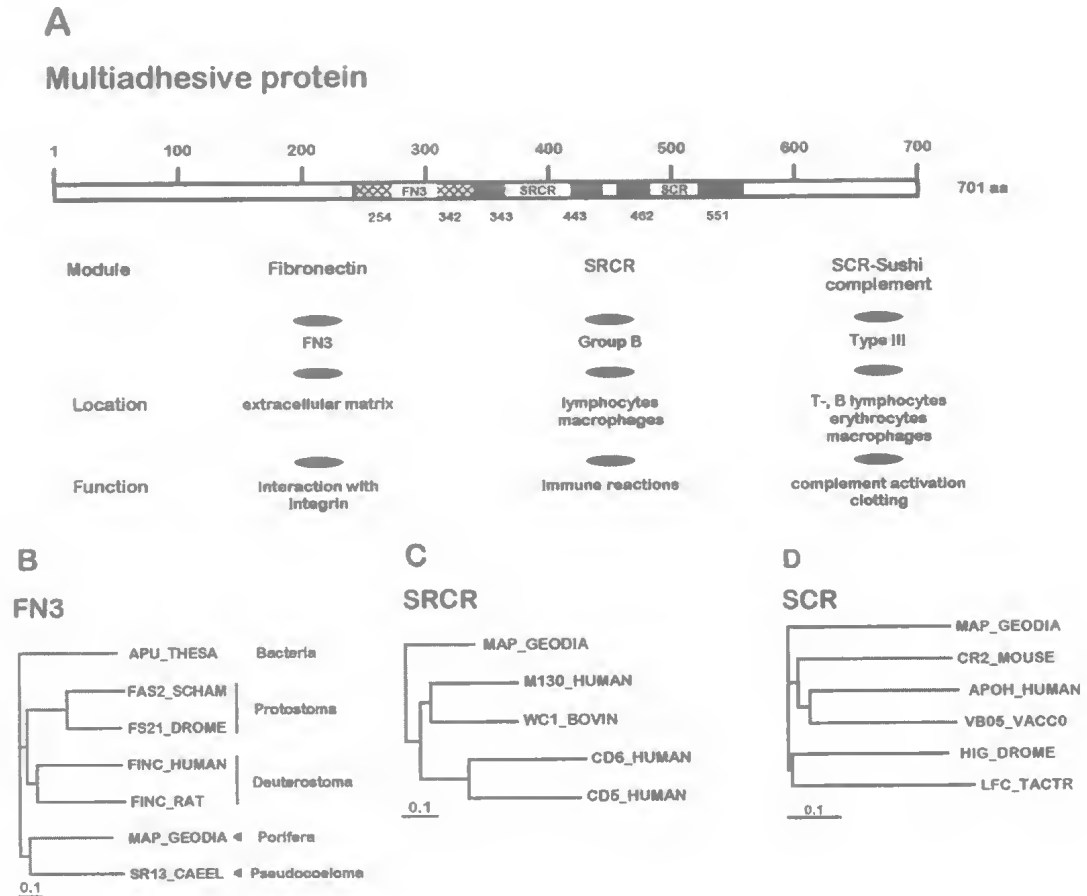 A
Multiadhesive protein
1 100 200 300 400 500 600 700
FN3 SRCR SCR 701 aa
254 342 343 443 462 551
Module Fibronectin SRCR SCR-Sushi
complement
FN3 Group B Type III
Location extracellular matrix lymphocytes
macrophages T-, B lymphocytes
erythrocytes
macrophages
Function Interaction with
Integrin Immune reactions complement activation
clotting
B
FN3
APU_THESA Bacteria
FAS2_SCHAM
Protostoma
FS21_DROME
FINC_HUMAN
Deuterostoma
FINC_RAT
MAP_GEODIA Porifera
SR13_CAEEL Pseudocoeloma
0.1
C
SRCR
MAP_GEODIA
M130_HUMAN
WC1_BOVIN
CD6_HUMAN
CD5_HUMAN
0.1
D
SCR
MAP_GEODIA
CR2_MOUSE
APOH_HUMAN
VB05_VACC0
HIG_DROME
LFC_TACTR
0.1